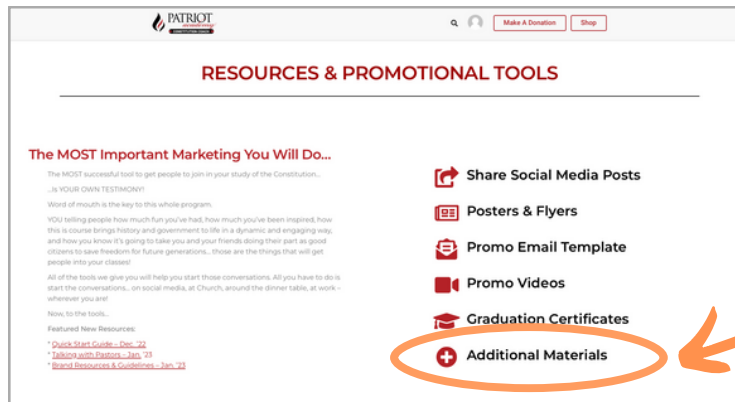 PATRIOT
CONSTITUTION COACH
Make A Donation
Shop
RESOURCES & PROMOTIONAL TOOLS
The MOST Important Marketing You Will Do...
The MOST successful tool to get people to join in your study of the Constitution...
...Is YOUR OWN TESTIMONY!
Word of mouth is the key to this whole program.
YOU telling people how much fun you've had, how much you've been inspired, how
this is course brings history and government to life in a dynamic and engaging way,
and how you know it's going to take you and your friends doing their part as good
citizens to save freedom for future generations... those are the things that will get
people into your classes!
All of the tools we give you will help you start those conversations. All you have to do is
start the conversations... on social media, at Church, around the dinner table, at work –
wherever you are!
Now, to the tools...
Featured New Resources:
* Quick Start Guide – Dec. '22
* Talking with Pastors – Jan. '23
* Brand Resources & Guidelines – Jan. '23
Share Social Media Posts
Posters & Flyers
Promo Email Template
Promo Videos
Graduation Certificates
Additional Materials